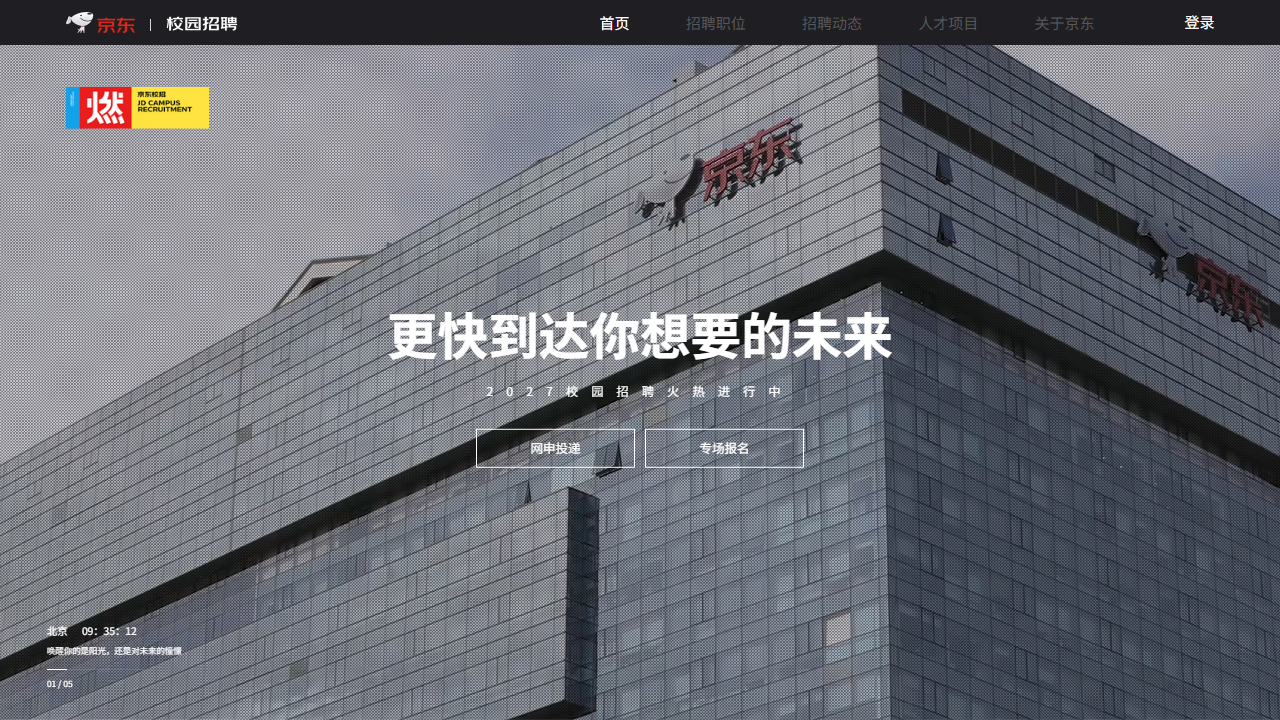 京东 | 校园招聘
首页 招聘职位 招聘动态 人才项目 关于京东 登录
燃
京东校招
JD CAMPUS
RECRUITMENT
京东
京东
更快到达你想要的未来
2027校园招聘火热进行中
网申投递 专场报名
北京 09：35：12
唤醒你的是阳光，还是对未来的憧憬
01 / 05